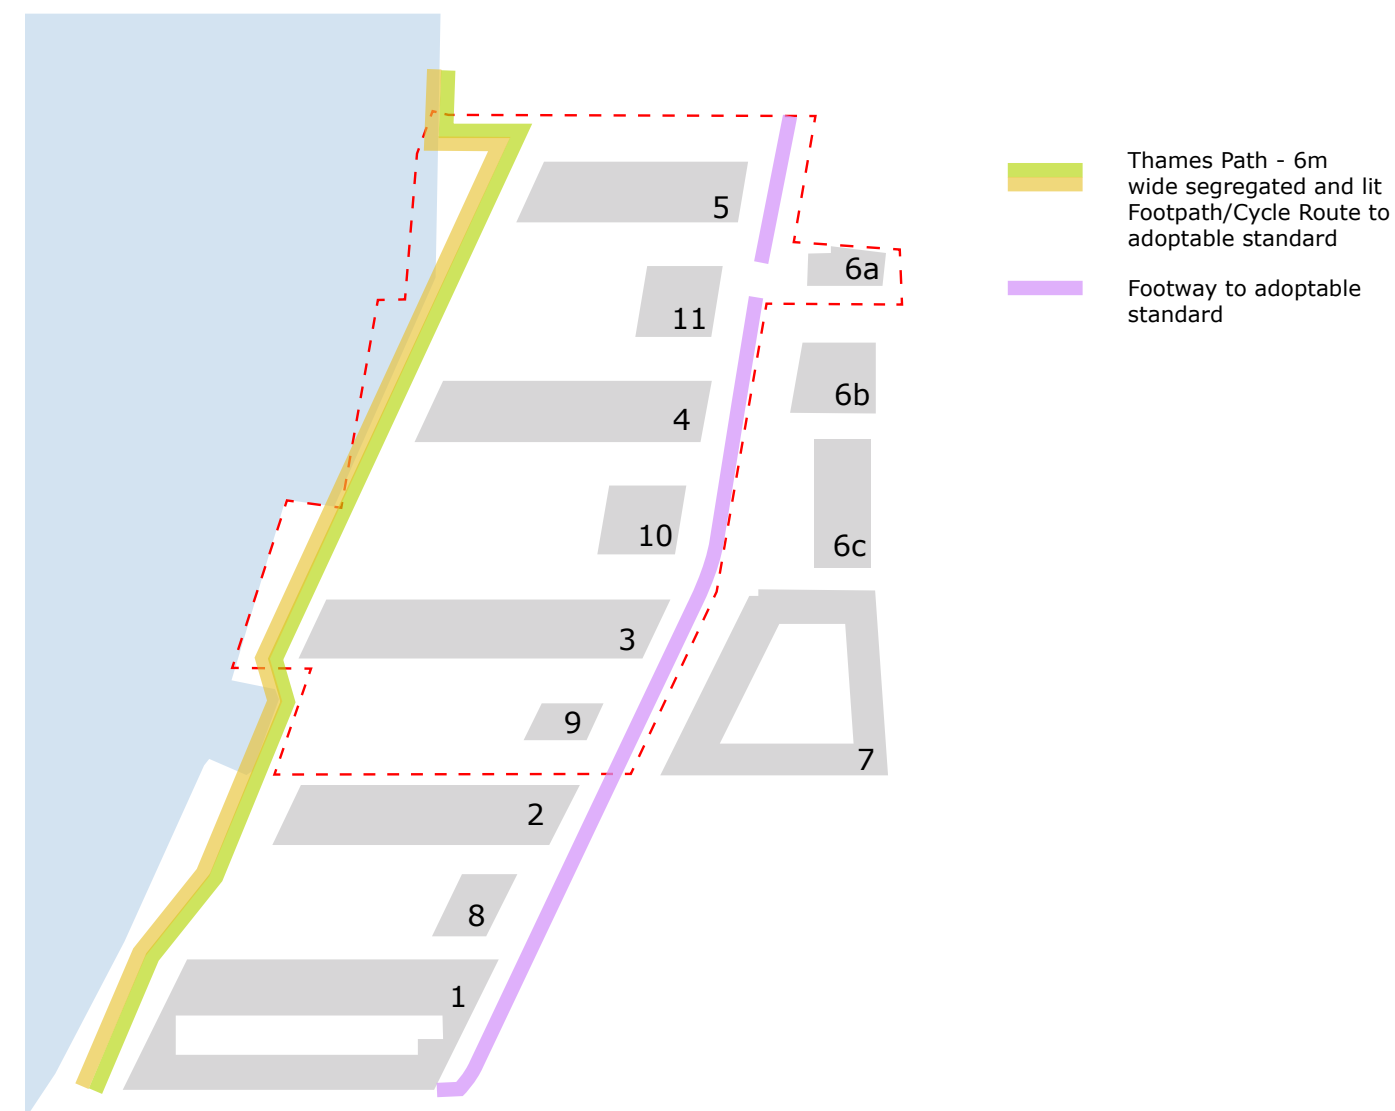 5
6a
11
6b
4
10
6c
3
9
7
2
8
1
Thames Path - 6m
wide segregated and lit
Footpath/Cycle Route to
adoptable standard
Footway to adoptable
standard